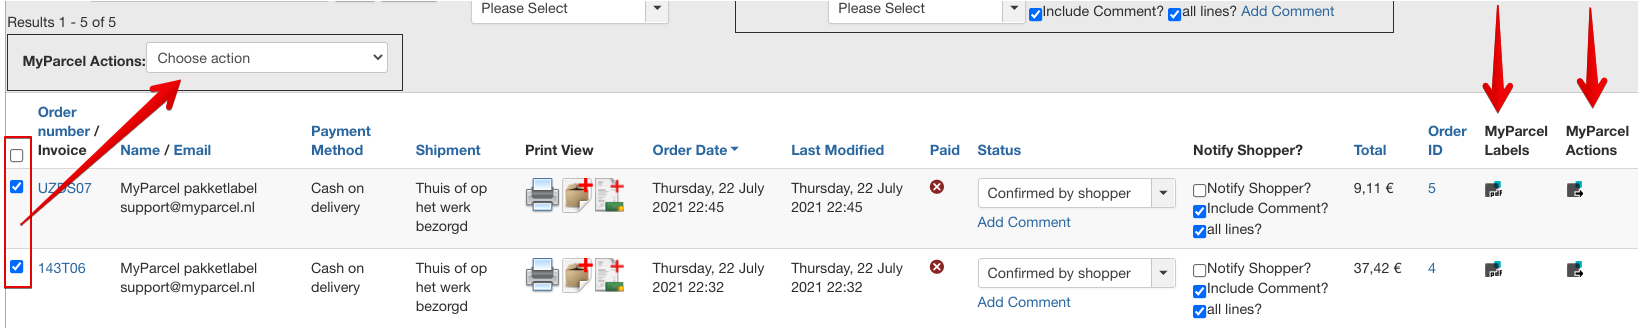 Please Select
Please Select
Include Comment? all lines? Add Comment
Results 1 - 5 of 5
MyParcel Actions: Choose action
Order number / Invoice
Name / Email
Payment Method
Shipment
Print View
Order Date
Last Modified
Paid
Status
Notify Shopper?
Total
Order ID
MyParcel Labels
MyParcel Actions
UZDS07
MyParcel pakketlabel
support@myparcel.nl
Cash on
delivery
Thuis of op
het werk
bezorgd
Thursday, 22 July
2021 22:45
Thursday, 22 July
2021 22:45
Confirmed by shopper
Add Comment
Notify Shopper?
Include Comment?
all lines?
9,11 €
5
pdf
143T06
MyParcel pakketlabel
support@myparcel.nl
Cash on
delivery
Thuis of op
het werk
bezorgd
Thursday, 22 July
2021 22:32
Thursday, 22 July
2021 22:32
Confirmed by shopper
Add Comment
Notify Shopper?
Include Comment?
all lines?
37,42 €
4
pdf